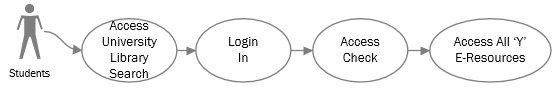 Access
University
Library
Search
Login
In
Access
Check
Access All ‘Y’
E-Resources
Students